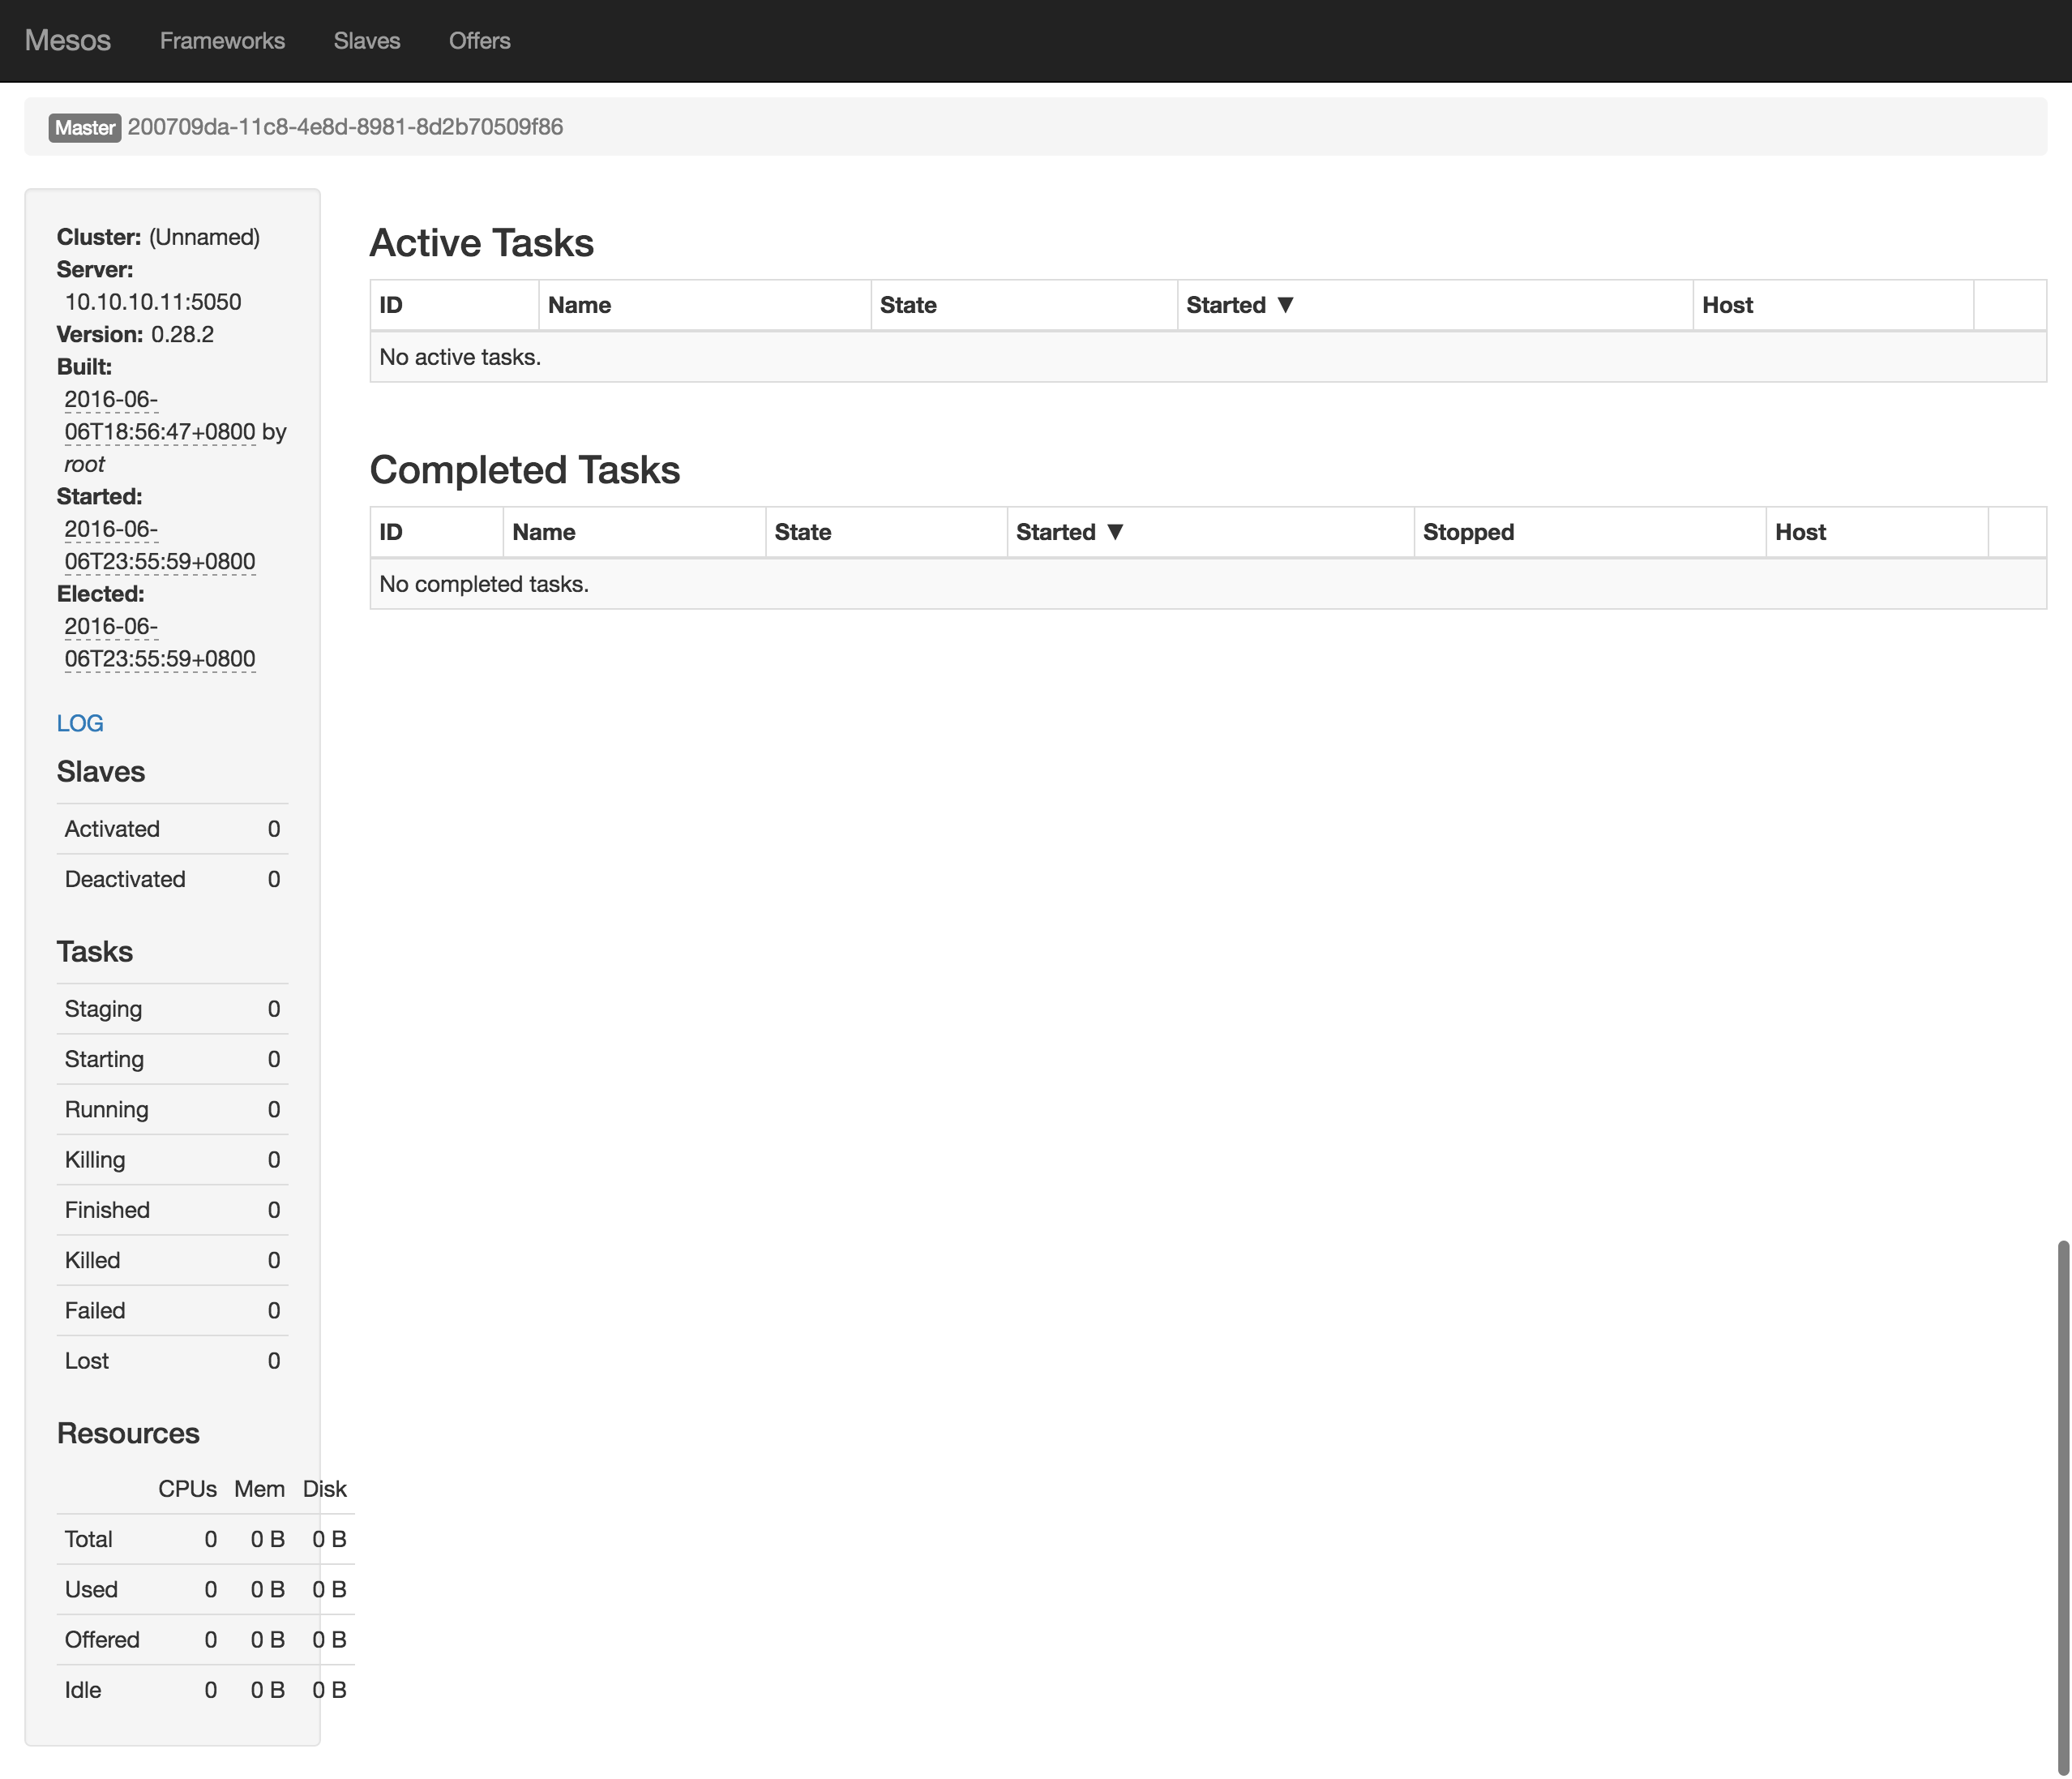 Mesos Frameworks Slaves Offers
Master 200709da-11c8-4e8d-8981-8d2b70509f86
Cluster: (Unnamed)
Server:
10.10.10.11:5050
Version: 0.28.2
Built:
2016-06-
06T18:56:47+0800 by
root
Started:
2016-06-
06T23:55:59+0800
Elected:
2016-06-
06T23:55:59+0800
LOG
Slaves
Activated 0
Deactivated 0
Tasks
Staging 0
Starting 0
Running 0
Killing 0
Finished 0
Killed 0
Failed 0
Lost 0
Resources
CPUs Mem Disk
Total 0 0 B 0 B
Used 0 0 B 0 B
Offered 0 0 B 0 B
Idle 0 0 B 0 B
Active Tasks
ID Name State Started ▼ Host
No active tasks.
Completed Tasks
ID Name State Started ▼ Stopped Host
No completed tasks.